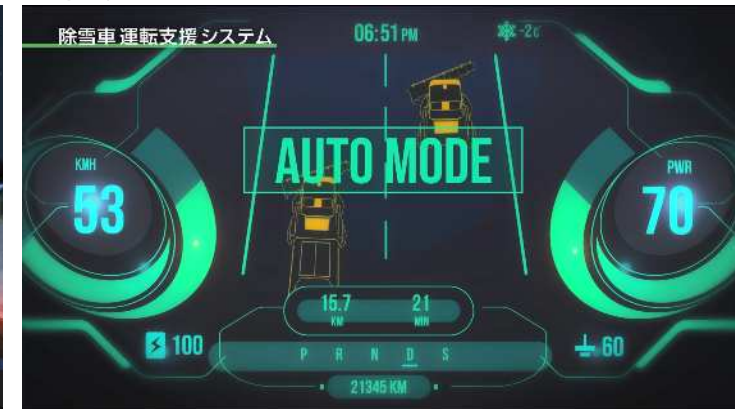 除雪車 運転支援 システム
06:51 PM
-2c
AUTO MODE
KMH
53
PWR
70
15.7
KM
21
MIN
100
P R N D S
60
21345 KM